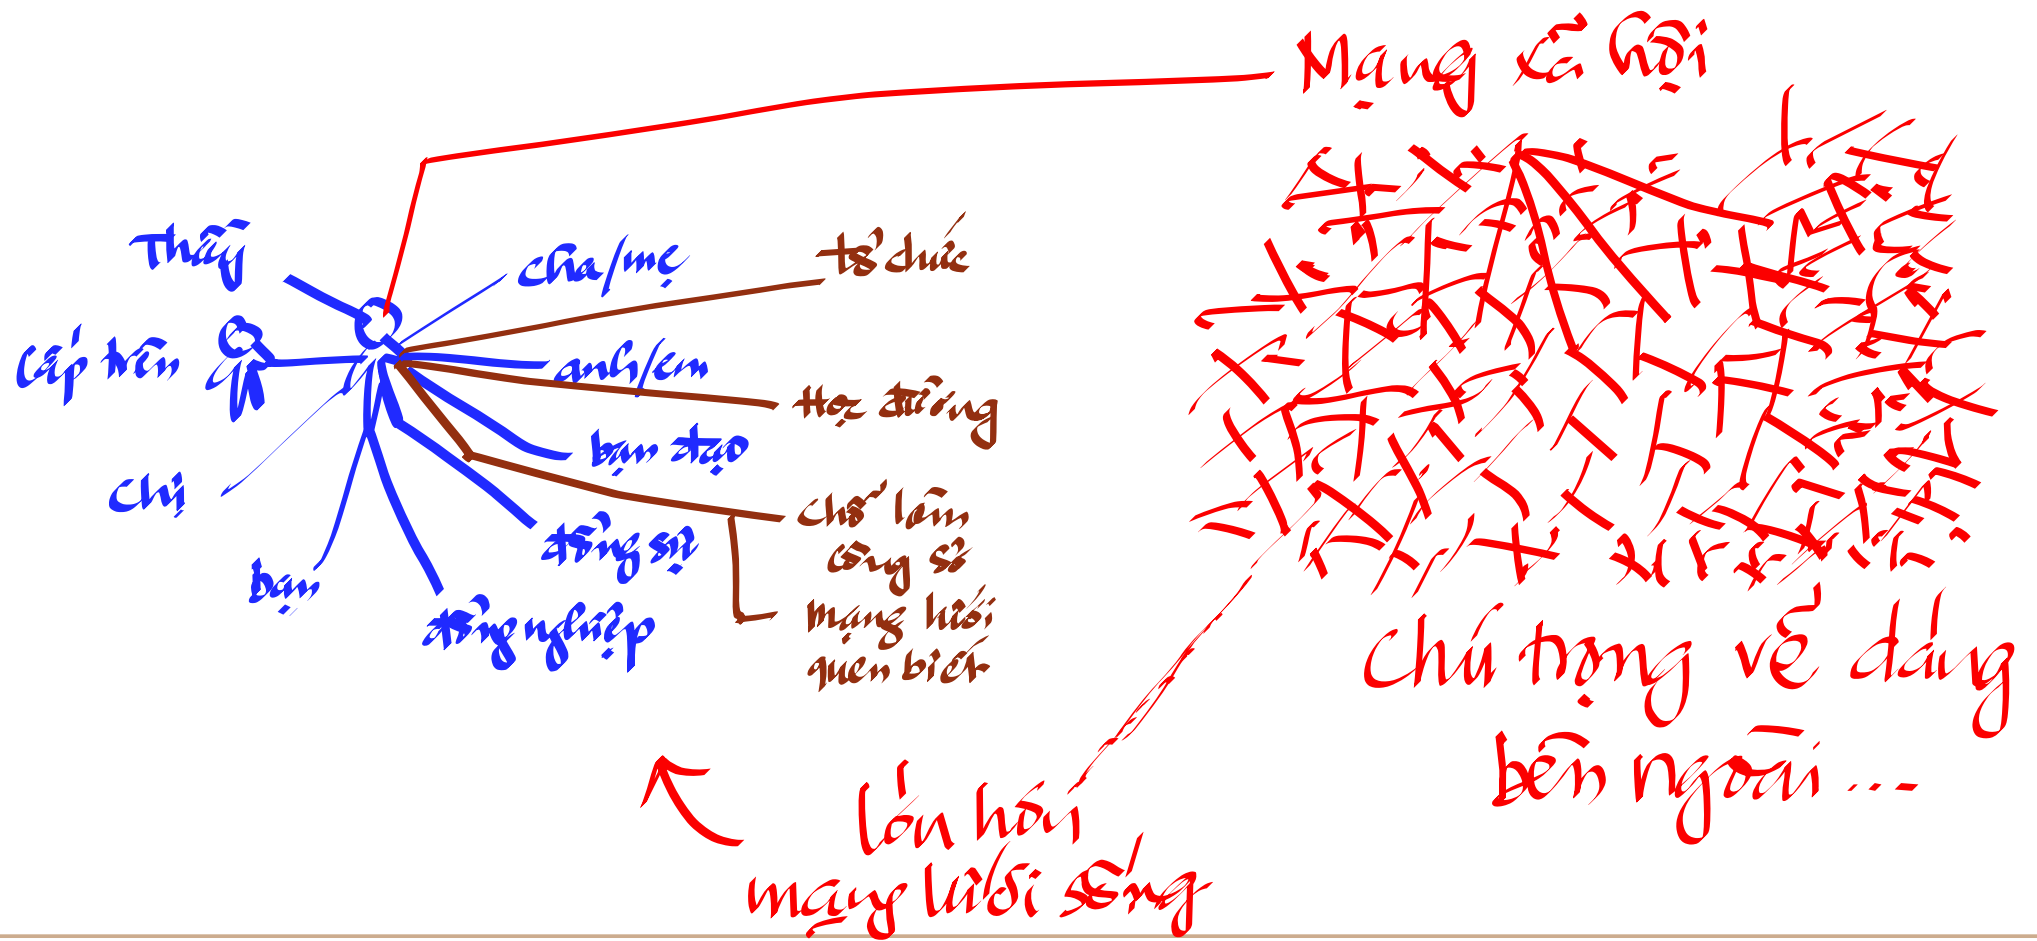 Mạng xã hội
Thầy
cha/mẹ
tổ chức
Cấp trên
anh/em
Học đường
bạn đạo
Chị
Chỗ làm
công sở
đồng sự
bạn
đồng nghiệp
mạng lưới
quen biết
Chú trọng vẻ dáng
bên ngoài ...
lớn hơn
mạng lưới sống